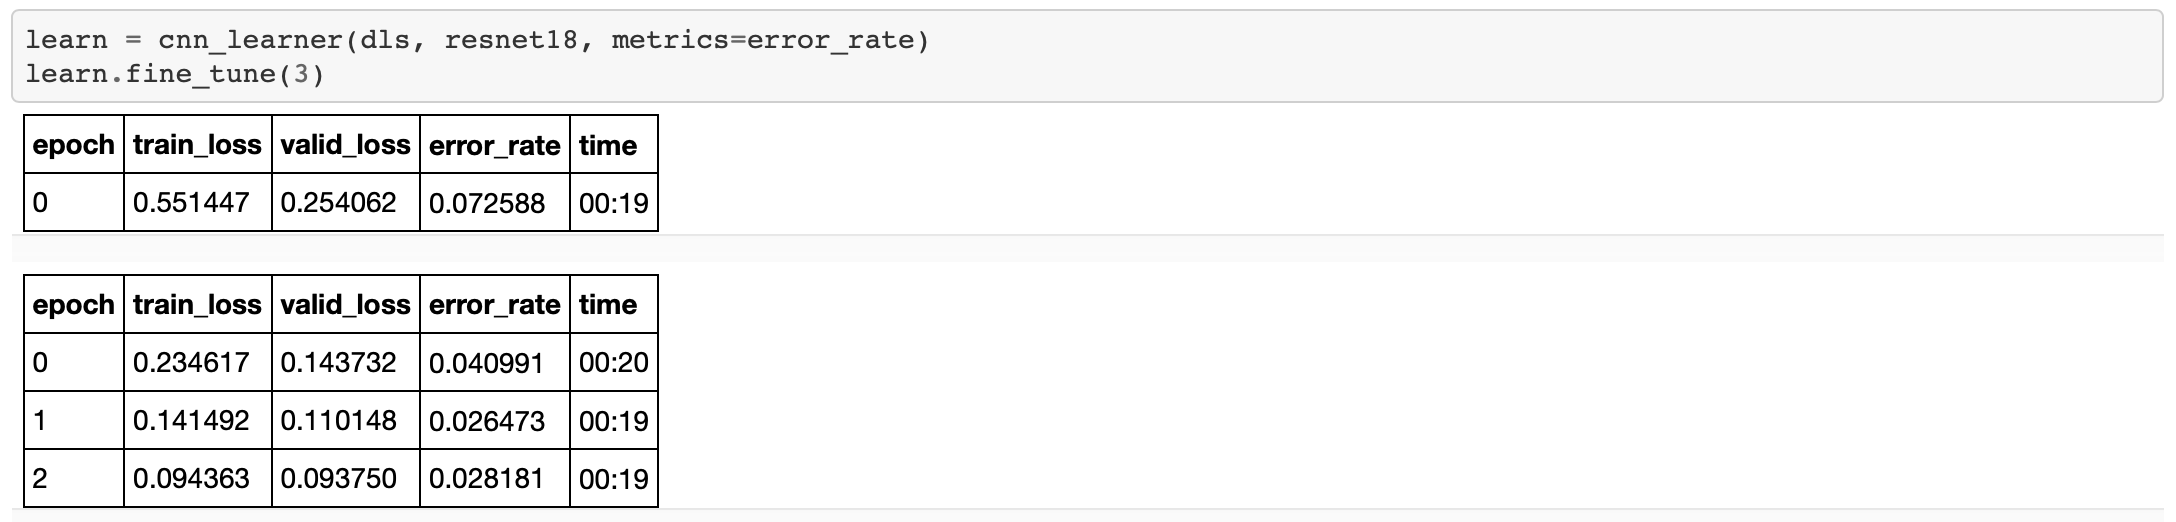 learn = cnn_learner(dls, resnet18, metrics=error_rate)
learn.fine_tune(3)
epoch train_loss valid_loss error_rate time
0 0.551447 0.254062 0.072588 00:19
epoch train_loss valid_loss error_rate time
0 0.234617 0.143732 0.040991 00:20
1 0.141492 0.110148 0.026473 00:19
2 0.094363 0.093750 0.028181 00:19